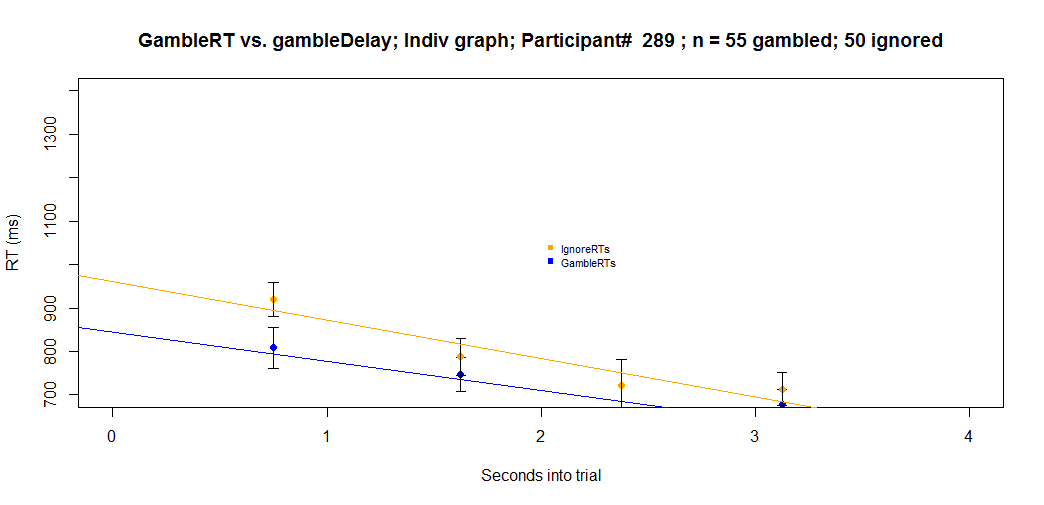 GambleRT vs. gambleDelay; Indiv graph; Participant# 289 ; n = 55 gambled; 50 ignored
1300
1100
900
800
700
RT (ms)
IgnoreRTs
GambleRTs
0 1 2 3 4
Seconds into trial